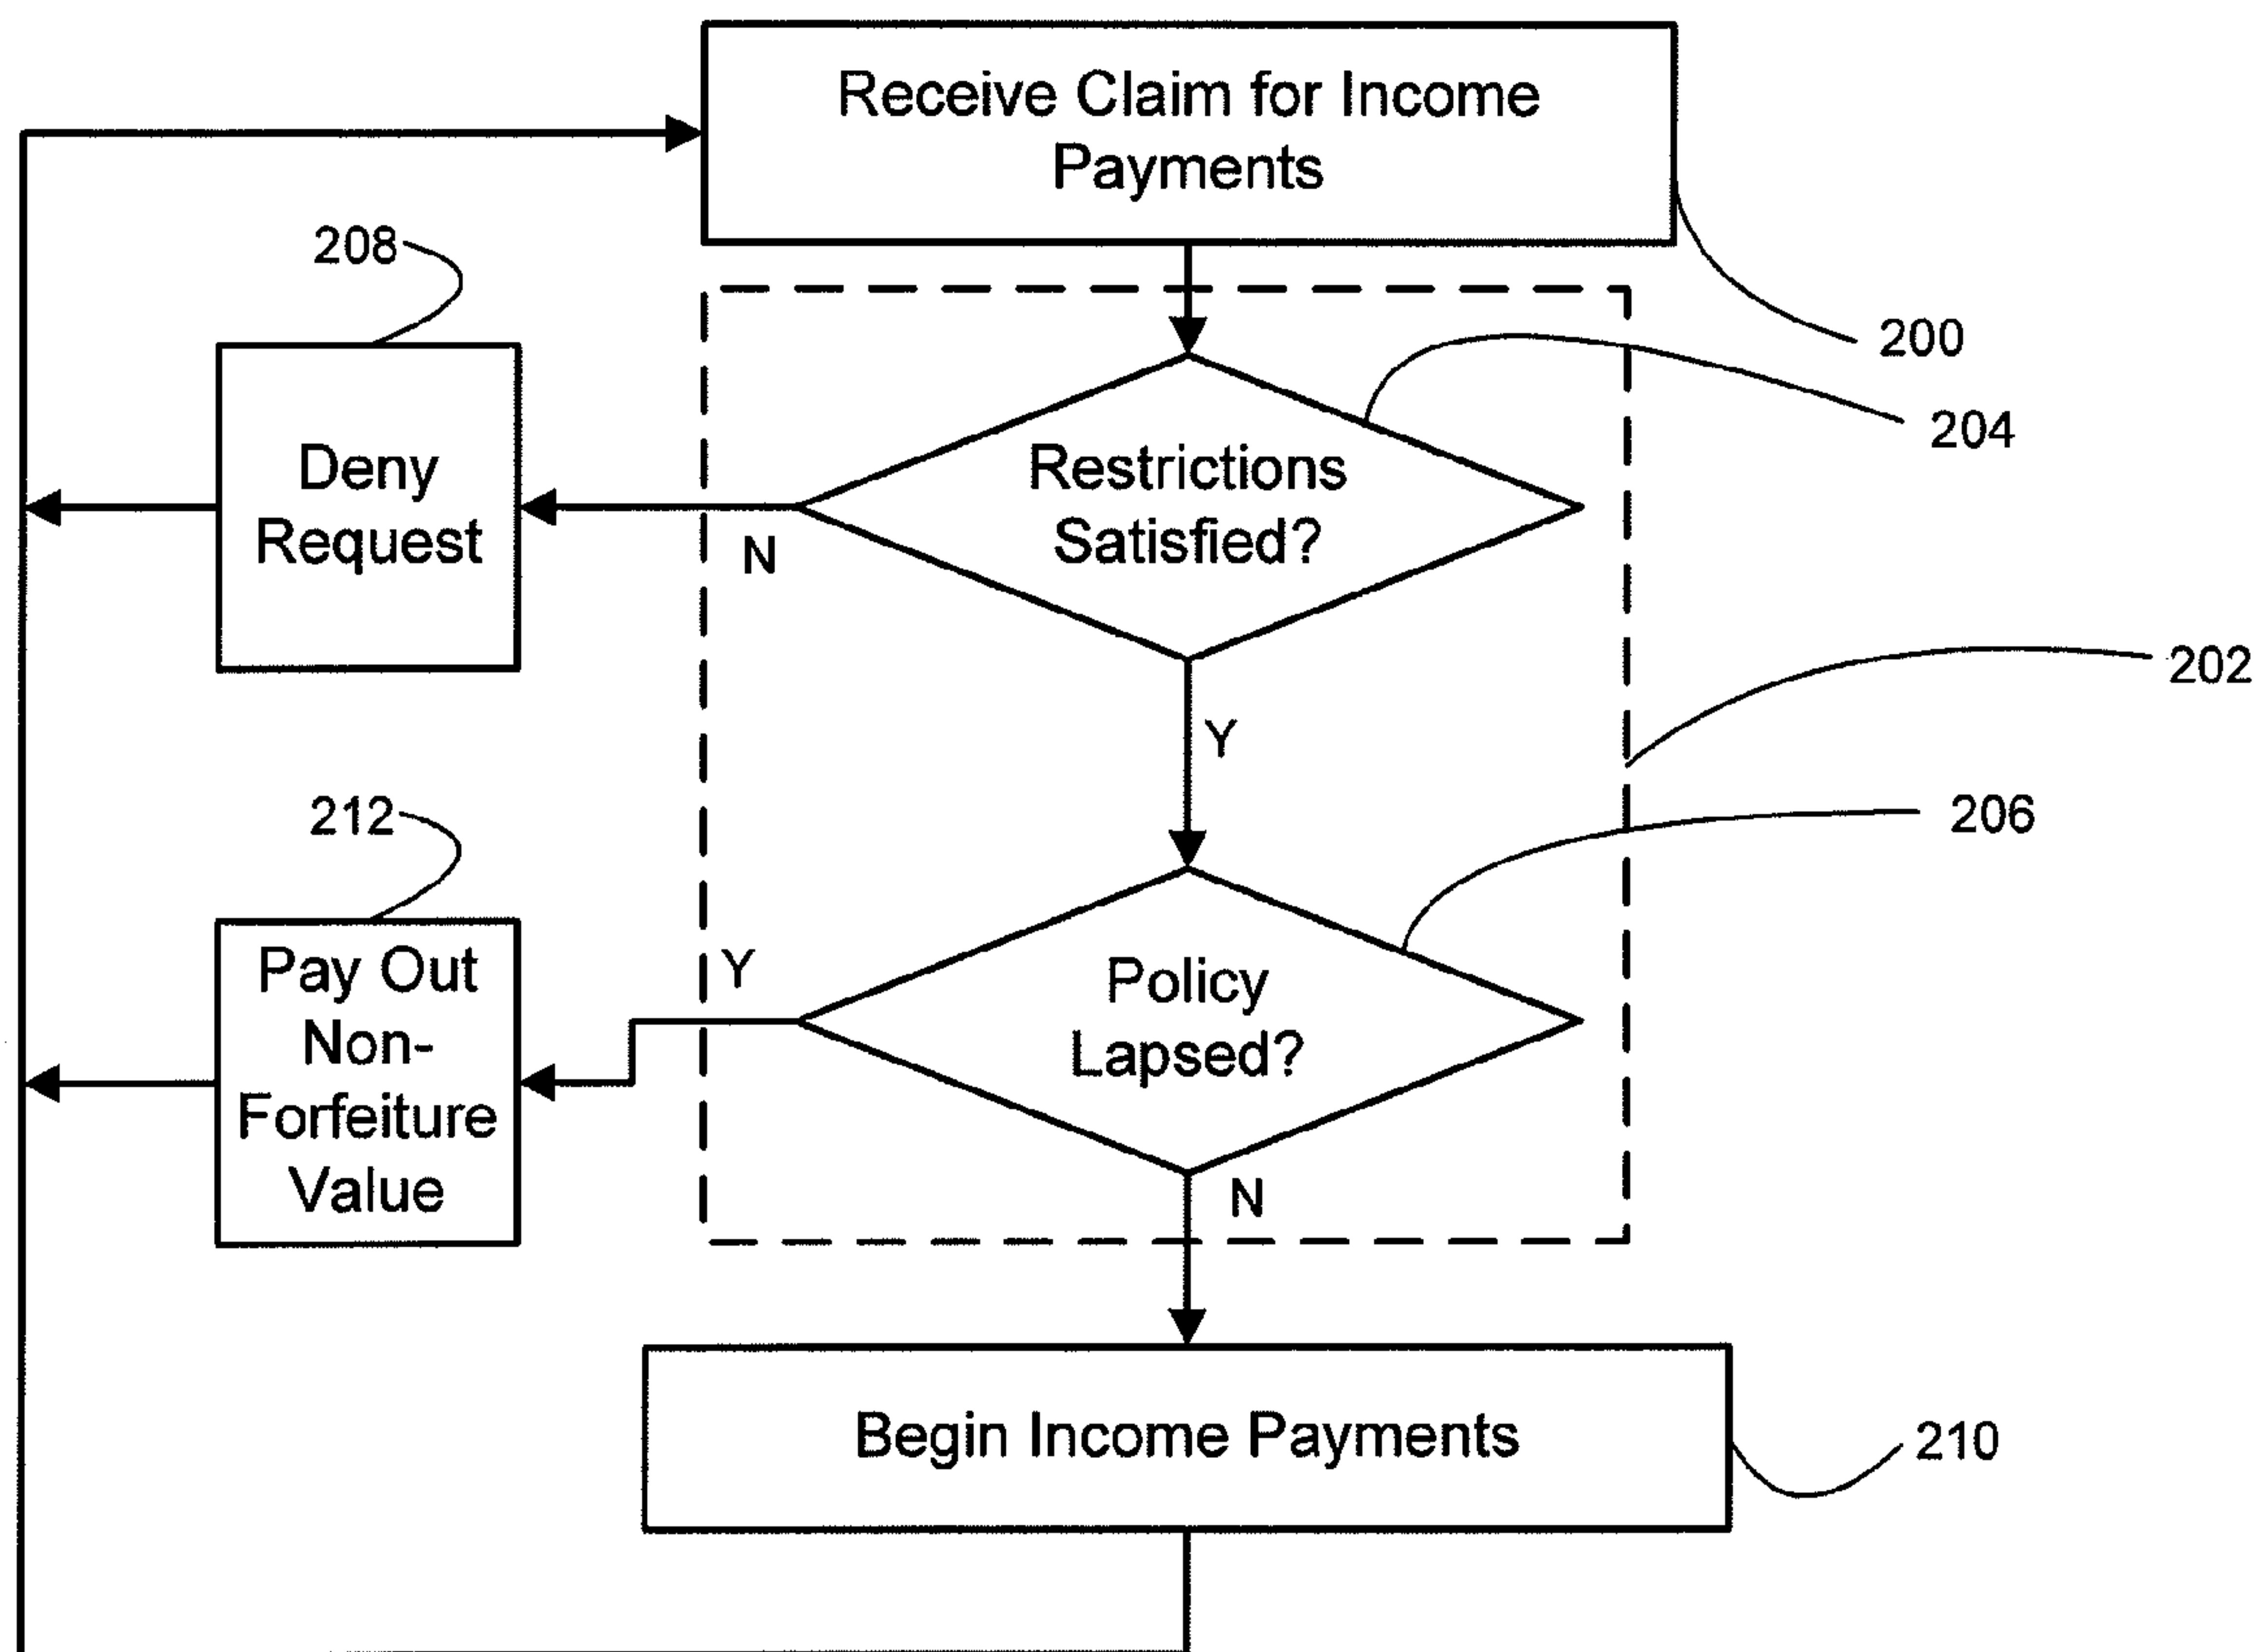 Receive Claim for Income
Payments
200
208
204
Deny
Request
Restrictions
Satisfied?
N
202
Y
212
206
Pay Out
Non-
Forfeiture
Value
Y
Policy
Lapsed?
N
Begin Income Payments
210